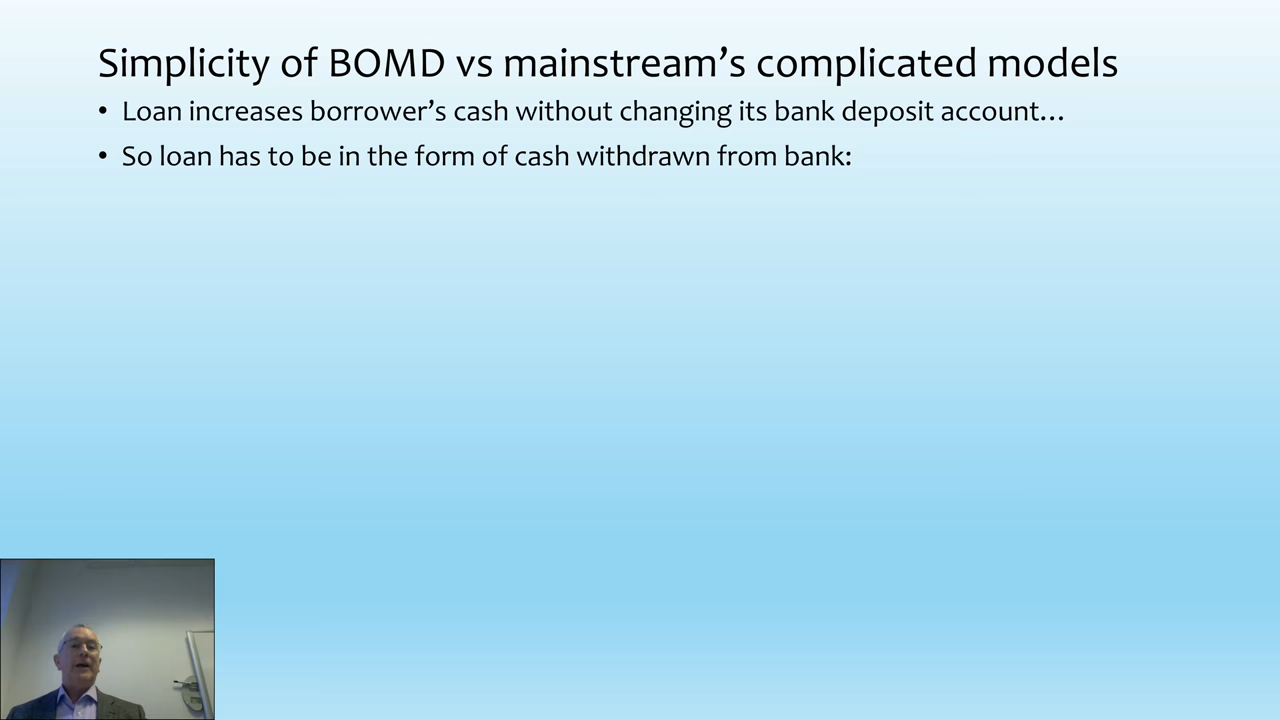 Simplicity of BOMD vs mainstream’s complicated models
• Loan increases borrower’s cash without changing its bank deposit account…
• So loan has to be in the form of cash withdrawn from bank: